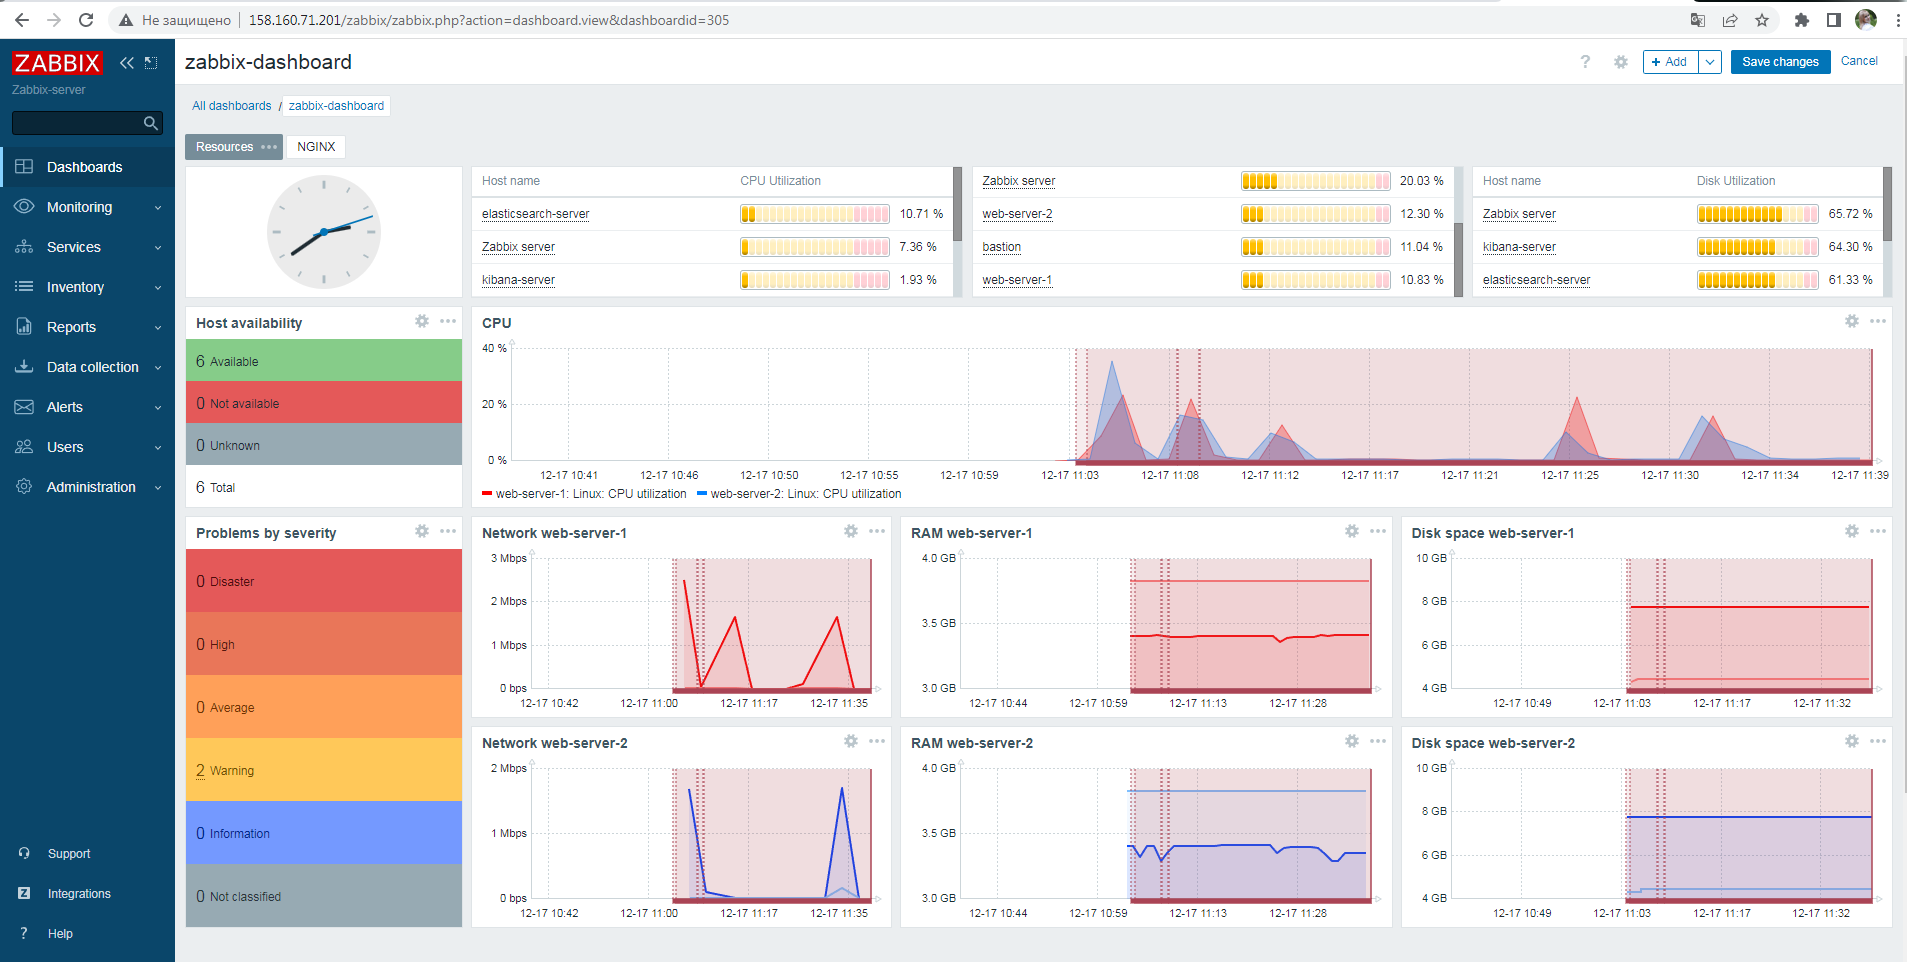 Не защищено 158.160.71.201/zabbix/zabbix.php?action=dashboard.view&dashboardid=305
ZABBIX
Zabbix-server
Dashboards
Monitoring
Services
Inventory
Reports
Data collection
Alerts
Users
Administration
Support
Z Integrations
? Help
zabbix-dashboard
? + Add Save changes Cancel
All dashboards / zabbix-dashboard
Resources NGINX
Host name CPU Utilization
elasticsearch-server 10.71 %
Zabbix server 7.36 %
kibana-server 1.93 %
Zabbix server 20.03 %
web-server-2 12.30 %
bastion 11.04 %
web-server-1 10.83 %
Host name Disk Utilization
Zabbix server 65.72 %
kibana-server 64.30 %
elasticsearch-server 61.33 %
Host availability
6 Available
0 Not available
0 Unknown
6 Total
CPU
40 %
20 %
0 %
12-17 10:41 12-17 10:46 12-17 10:50 12-17 10:55 12-17 10:59 12-17 11:03 12-17 11:08 12-17 11:12 12-17 11:17 12-17 11:21 12-17 11:25 12-17 11:30 12-17 11:34 12-17 11:39
web-server-1: Linux: CPU utilization web-server-2: Linux: CPU utilization
Problems by severity
0 Disaster
0 High
0 Average
2 Warning
0 Information
0 Not classified
Network web-server-1
3 Mbps
2 Mbps
1 Mbps
0 bps
12-17 10:42 12-17 11:00 12-17 11:17 12-17 11:35
RAM web-server-1
4.0 GB
3.5 GB
3.0 GB
12-17 10:44 12-17 10:59 12-17 11:13 12-17 11:28
Disk space web-server-1
10 GB
8 GB
6 GB
4 GB
12-17 10:49 12-17 11:03 12-17 11:17 12-17 11:32
Network web-server-2
2 Mbps
1 Mbps
0 bps
12-17 10:42 12-17 11:00 12-17 11:17 12-17 11:35
RAM web-server-2
4.0 GB
3.5 GB
3.0 GB
12-17 10:44 12-17 10:59 12-17 11:13 12-17 11:28
Disk space web-server-2
10 GB
8 GB
6 GB
4 GB
12-17 10:49 12-17 11:03 12-17 11:17 12-17 11:32